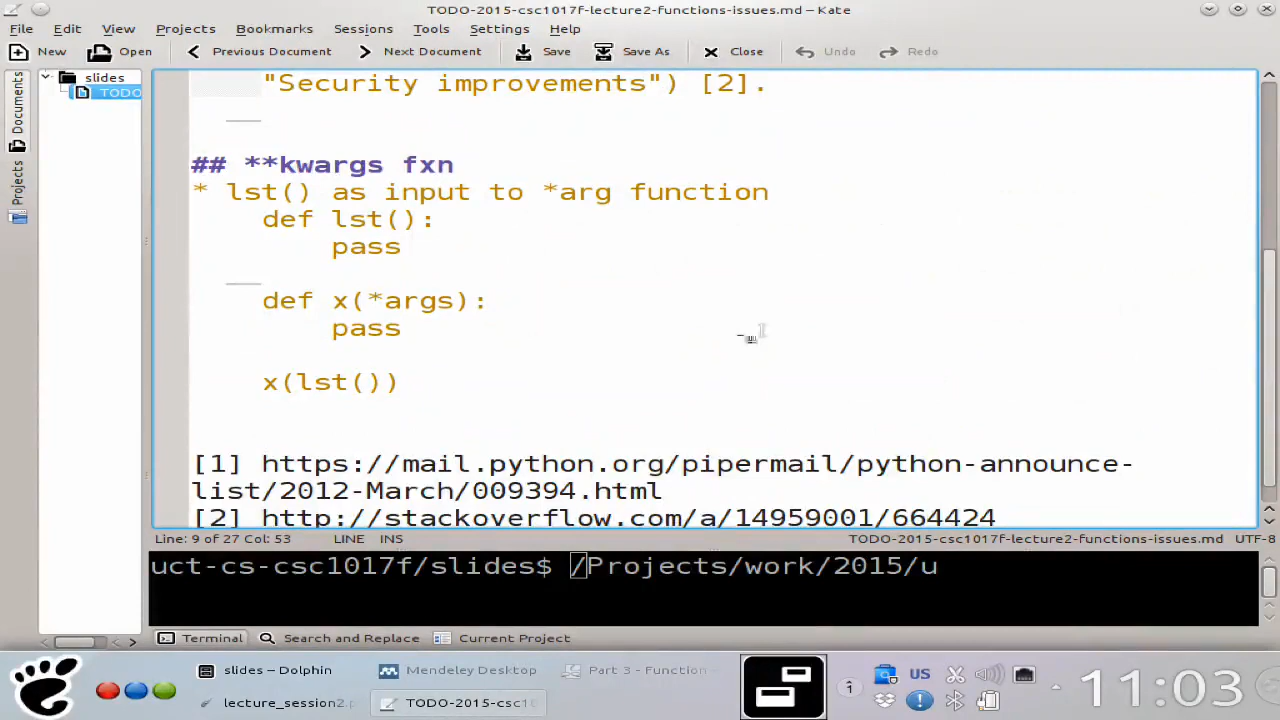 TODO-2015-csc1017f-lecture2-functions-issues.md – Kate
File Edit View Projects Bookmarks Sessions Tools Settings Help
New Open Previous Document Next Document Save Save As Close Undo Redo
Documents
Projects
slides
TODO
"Security improvements") [2].
## **kwargs fxn
* lst() as input to *arg function
def lst():
pass
def x(*args):
pass
x(lst())
[1] https://mail.python.org/pipermail/python-announce-
list/2012-March/009394.html
[2] http://stackoverflow.com/a/14959001/664424
Line: 9 of 27 Col: 53 LINE INS TODO-2015-csc1017f-lecture2-functions-issues.md UTF-8
uct-cs-csc1017f/slides$ /Projects/work/2015/u
Terminal Search and Replace Current Project
slides – Dolphin Mendeley Desktop Part 3 - Function
lecture_session2.p TODO-2015-csc1
1 US 11:03